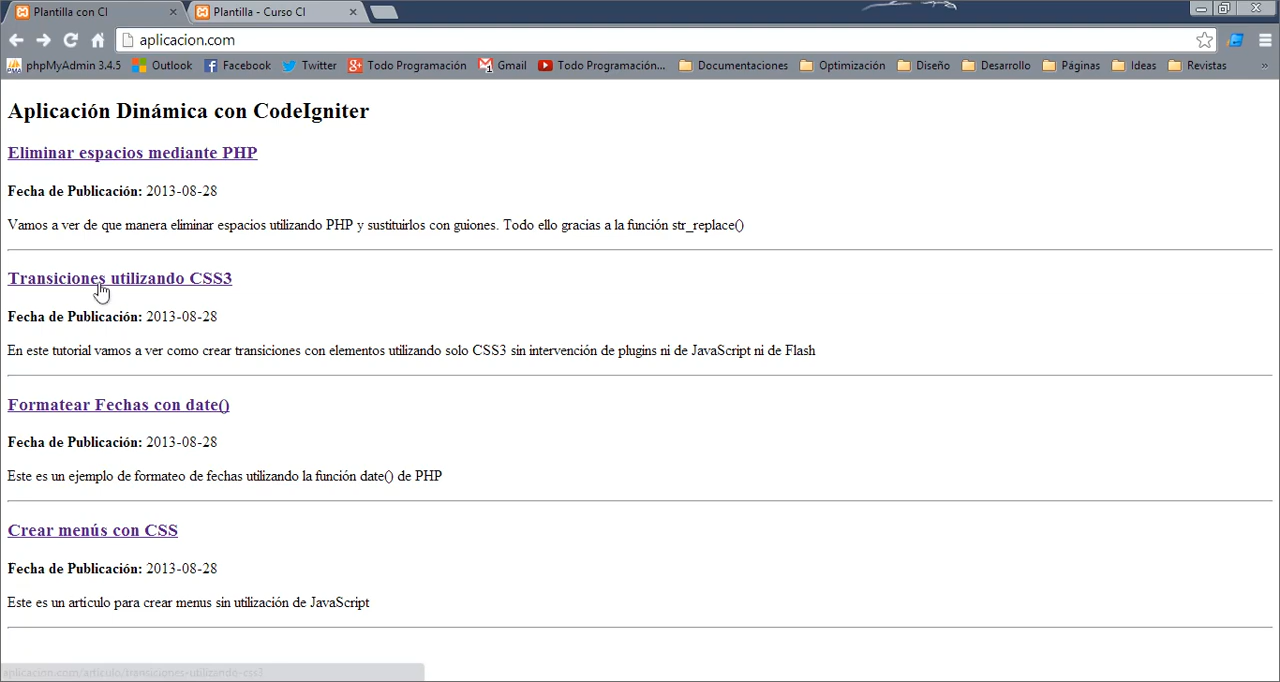 Plantilla con CI
Plantilla - Curso CI
aplicacion.com
phpMyAdmin 3.4.5 Outlook Facebook Twitter Todo Programación Gmail Todo Programación... Documentaciones Optimización Diseño Desarrollo Páginas Ideas Revistas »
Aplicación Dinámica con CodeIgniter
Eliminar espacios mediante PHP
Fecha de Publicación: 2013-08-28
Vamos a ver de que manera eliminar espacios utilizando PHP y sustituirlos con guiones. Todo ello gracias a la función str_replace()
Transiciones utilizando CSS3
Fecha de Publicación: 2013-08-28
En este tutorial vamos a ver como crear transiciones con elementos utilizando solo CSS3 sin intervención de plugins ni de JavaScript ni de Flash
Formatear Fechas con date()
Fecha de Publicación: 2013-08-28
Este es un ejemplo de formateo de fechas utilizando la función date() de PHP
Crear menús con CSS
Fecha de Publicación: 2013-08-28
Este es un artículo para crear menus sin utilización de JavaScript
aplicacion.com/articulo/transiciones-utilizando-css3